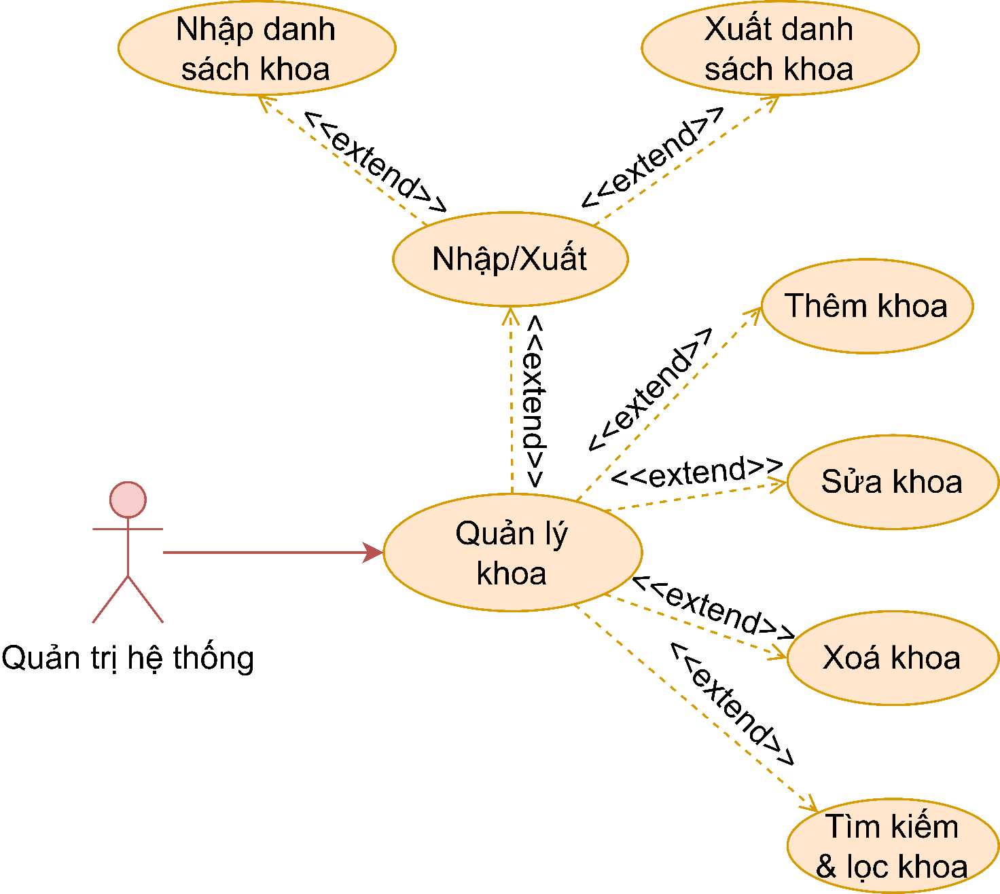 Nhập danh
sách khoa
Xuất danh
sách khoa
<<extend>>
<<extend>>
Nhập/Xuất
<<extend>>
<<extend>>
Thêm khoa
<<extend>>
Sửa khoa
Quản lý
khoa
<<extend>>
Xoá khoa
Quản trị hệ thống
<<extend>>
Tìm kiếm
& lọc khoa